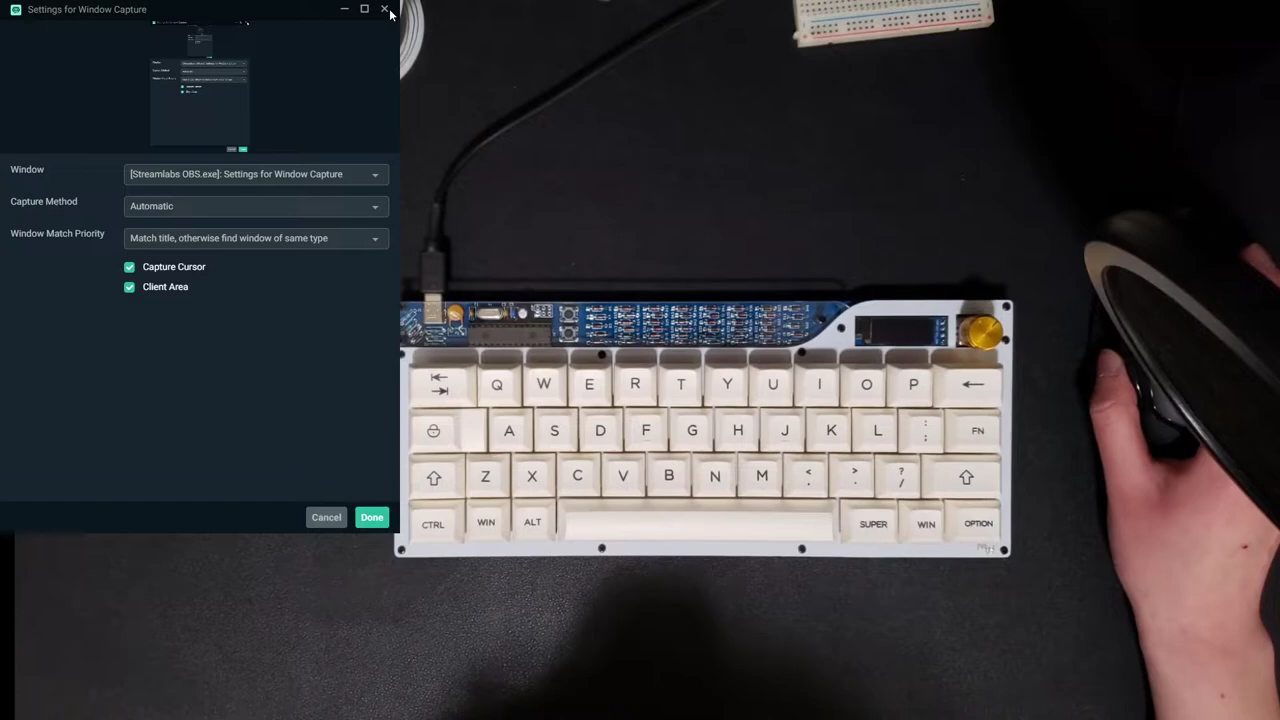 Settings for Window Capture
Window
[Streamlabs OBS.exe]: Settings for Window Capture
Capture Method
Automatic
Window Match Priority
Match title, otherwise find window of same type
Capture Cursor
Client Area
Cancel
Done
Q W E R T Y U I O P
A S D F G H J K L : ; FN
Z X C V B N M < , > . ? /
CTRL WIN ALT SUPER WIN OPTION